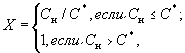 X = { Cн / C*, если Cн ≤ C*;
1, если Cн > C*,